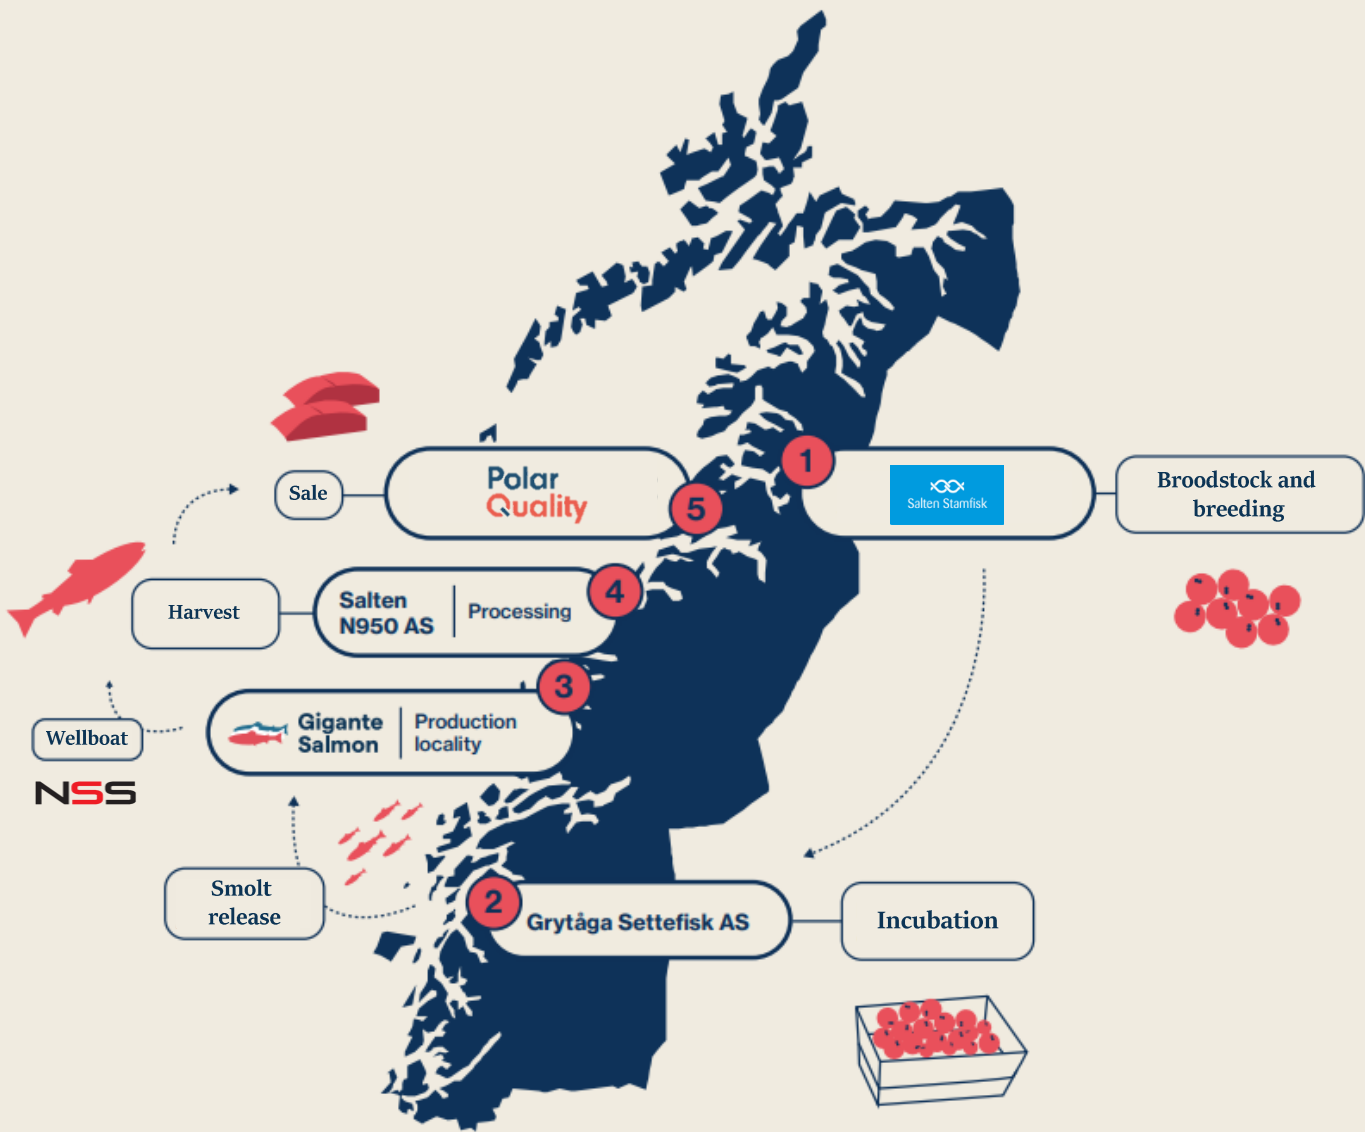 1
Salten Stamfisk
Broodstock and
breeding
Polar
Quality
5
Sale
4
Salten
N950 AS
Processing
Harvest
3
Gigante
Salmon
Production
locality
Wellboat
NSS
Smolt
release
2
Grytåga Settefisk AS
Incubation